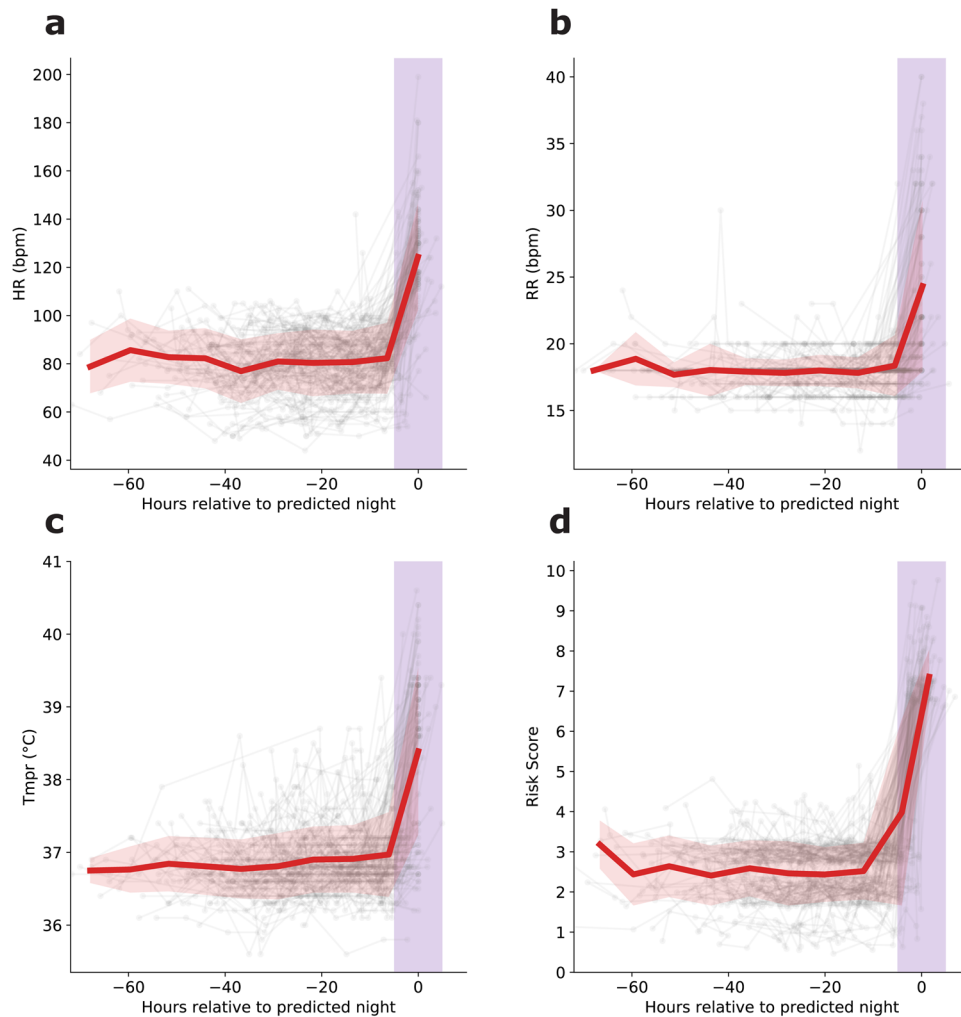 a
200
180
160
140
120
100
80
60
40
HR (bpm)
−60 −40 −20 0
Hours relative to predicted night
b
40
35
30
25
20
15
RR (bpm)
−60 −40 −20 0
Hours relative to predicted night
c
41
40
39
38
37
36
Tmpr (°C)
−60 −40 −20 0
Hours relative to predicted night
d
10
9
8
7
6
5
4
3
2
1
0
Risk Score
−60 −40 −20 0
Hours relative to predicted night